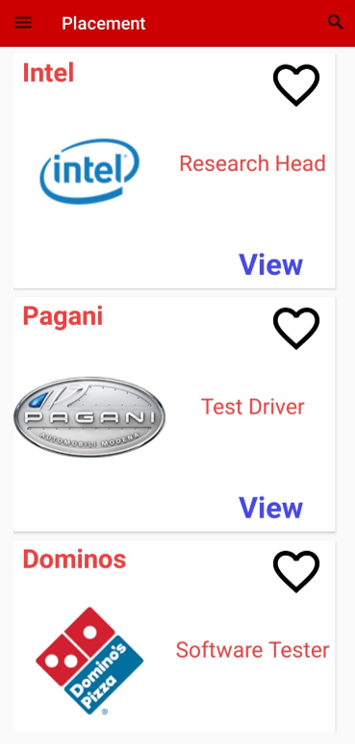 Placement
Intel
intel
Research Head
View
Pagani
PAGANI
AUTOMOBILI MODENA
Test Driver
View
Dominos
Domino's
Pizza
®
Software Tester